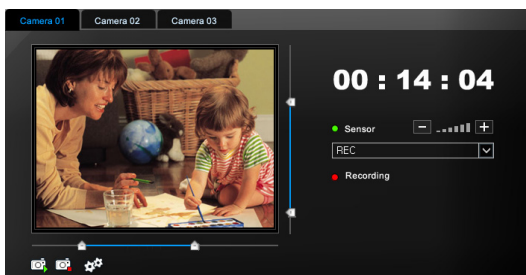 Camera 01 Camera 02 Camera 03
00 : 14 : 04
Sensor
REC
Recording